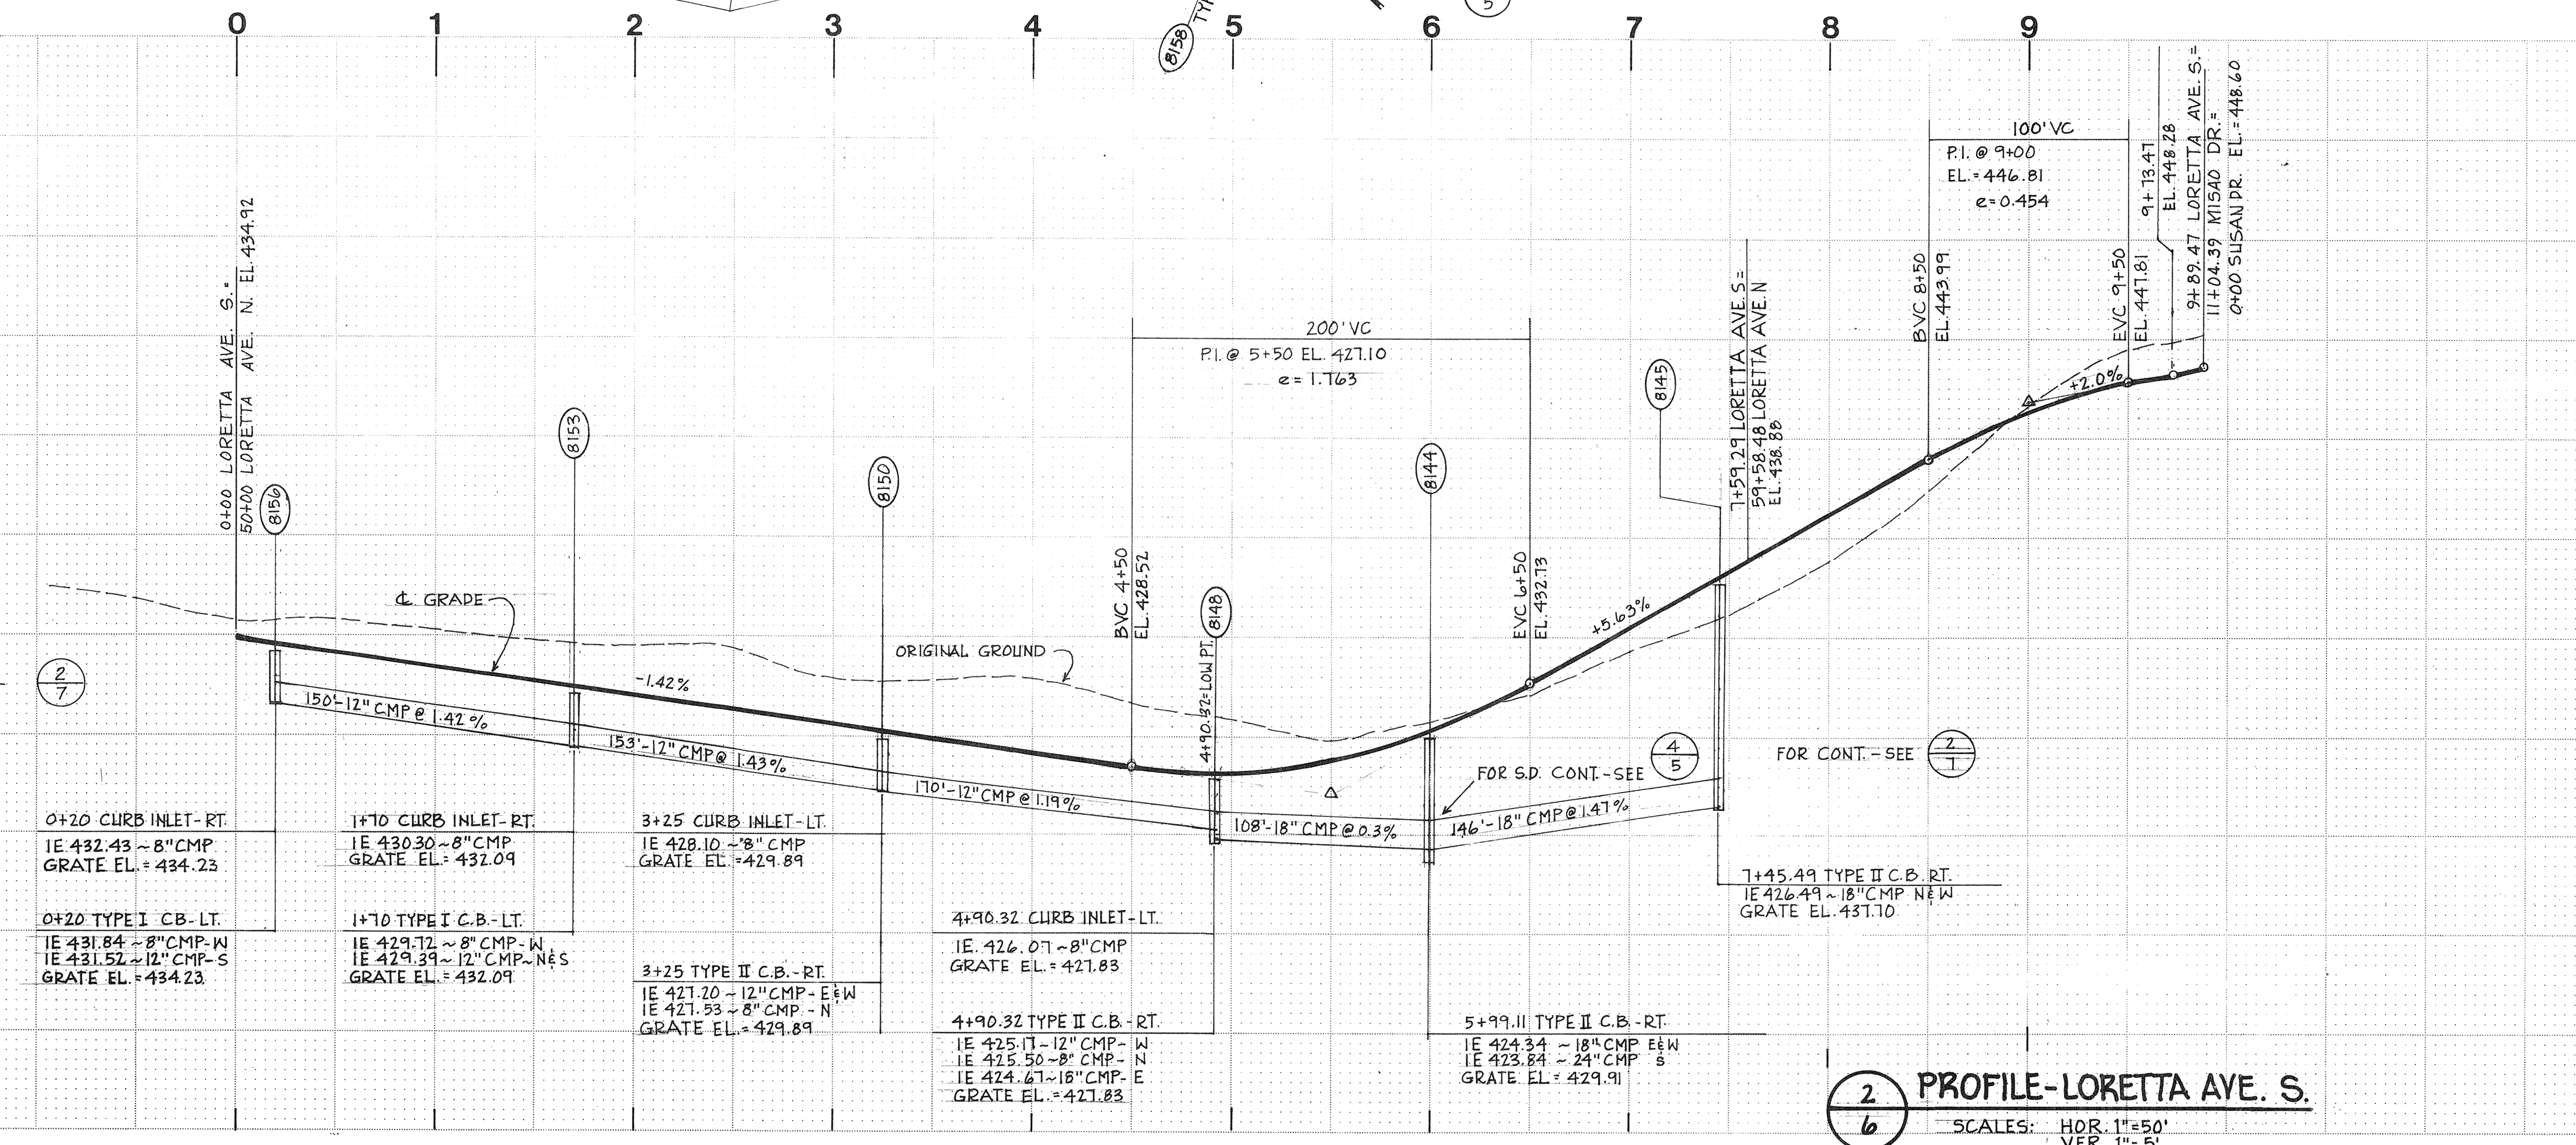 0 1 2 3 4 5 6 7 8 9
8158
5
0+00 LORETTA AVE. S. =
50+00 LORETTA AVE. N. EL. 434.92
8156
8153
8150
BVC 4+50
EL. 428.52
200' VC
P.I. @ 5+50 EL. 427.10
e = 1.763
8148
4+90.32=LOW PT.
8144
EVC 6+50
EL. 432.73
8145
7+59.29 LORETTA AVE. S. =
59+58.48 LORETTA AVE. N
EL. 438.88
BVC 8+50
EL. 443.99
100' VC
P.I. @ 9+00
EL. = 446.81
e = 0.454
EVC 9+50
EL. 447.81
9+73.47
EL. 448.28
9+89.47 LORETTA AVE. S. =
11+04.39 MISAO DR. =
0+00 SUSAN DR. EL. = 448.60
℄ GRADE
ORIGINAL GROUND
-1.42%
+5.63%
+2.0%
2
7
150'-12" CMP @ 1.42%
153'-12" CMP @ 1.43%
170'-12" CMP @ 1.19%
108'-18" CMP @ 0.3%
146'-18" CMP @ 1.47%
FOR S.D. CONT.-SEE
4
5
FOR CONT.-SEE
2
7
0+20 CURB INLET-RT.
IE 432.43 ~ 8" CMP
GRATE EL. = 434.23
0+20 TYPE I CB-LT.
IE 431.84 ~ 8" CMP-W
IE 431.52 ~ 12" CMP-S
GRATE EL. = 434.23
1+70 CURB INLET-RT.
IE 430.30 ~ 8" CMP
GRATE EL. = 432.09
1+70 TYPE I C.B.-LT.
IE 429.72 ~ 8" CMP-W
IE 429.39 ~ 12" CMP~N&S
GRATE EL. = 432.09
3+25 CURB INLET-LT.
IE 428.10 ~ 8" CMP
GRATE EL. = 429.89
3+25 TYPE II C.B.-RT.
IE 427.20 ~ 12" CMP-E&W
IE 427.53 ~ 8" CMP - N
GRATE EL. = 429.89
4+90.32 CURB INLET-LT.
IE. 426.07 ~ 8" CMP
GRATE EL. = 427.83
4+90.32 TYPE II C.B.-RT.
IE 425.17 ~ 12" CMP- W
IE 425.50 ~ 8" CMP- N
IE 424.67 ~ 18" CMP- E
GRATE EL. = 427.83
5+99.11 TYPE II C.B.-RT.
IE 424.34 ~ 18" CMP E&W
IE 423.84 ~ 24" CMP S
GRATE EL. = 429.91
7+45.49 TYPE II C.B. RT.
IE 426.49 ~ 18" CMP N&W
GRATE EL. 437.70
2
6
PROFILE-LORETTA AVE. S.
SCALES: HOR. 1"=50'
VER. 1"=5'